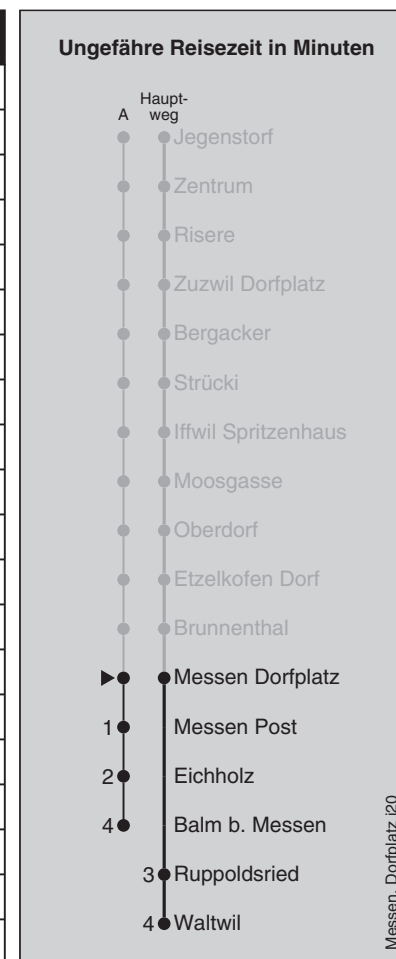 Ungefähre Reisezeit in Minuten
A
Haupt-
weg
Jegenstorf
Zentrum
Risere
Zuzwil Dorfplatz
Bergacker
Strücki
Iffwil Spritzenhaus
Moosgasse
Oberdorf
Etzelkofen Dorf
Brunnenthal
Messen Dorfplatz
1 Messen Post
2 Eichholz
4 Balm b. Messen
3 Ruppoldsried
4 Waltwil
Messen, Dorfplatz j20